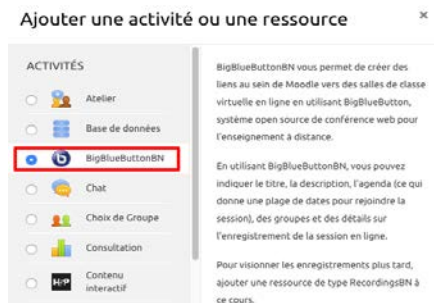 Ajouter une activité ou une ressource
×
ACTIVITÉS
Atelier
Base de données
BigBlueButtonBN
Chat
Choix de Groupe
Consultation
H-P
Contenu
interactif
BigBlueButtonBN vous permet de créer des
liens au sein de Moodle vers des salles de classe
virtuelle en ligne en utilisant BigBlueButton,
système open source de conférence web pour
l'enseignement à distance.
En utilisant BigBlueButtonBN, vous pouvez
indiquer le titre, la description, l'agenda (ce qui
donne une plage de dates pour rejoindre la
session), des groupes et des détails sur
l'enregistrement de la session en ligne.
Pour visionner les enregistrements plus tard,
ajouter une ressource de type RecordingsBN à
ce cours.